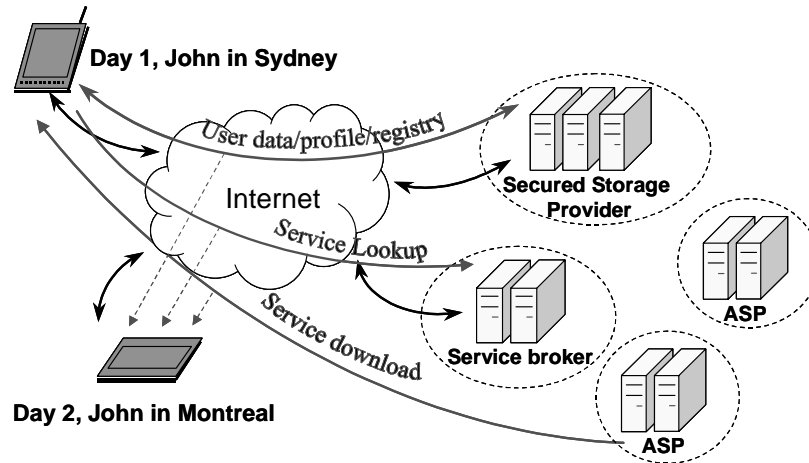 Day 1, John in Sydney
User data/profile/registry
Internet
Secured Storage
Provider
Service Lookup
ASP
Service broker
Service download
Day 2, John in Montreal
ASP